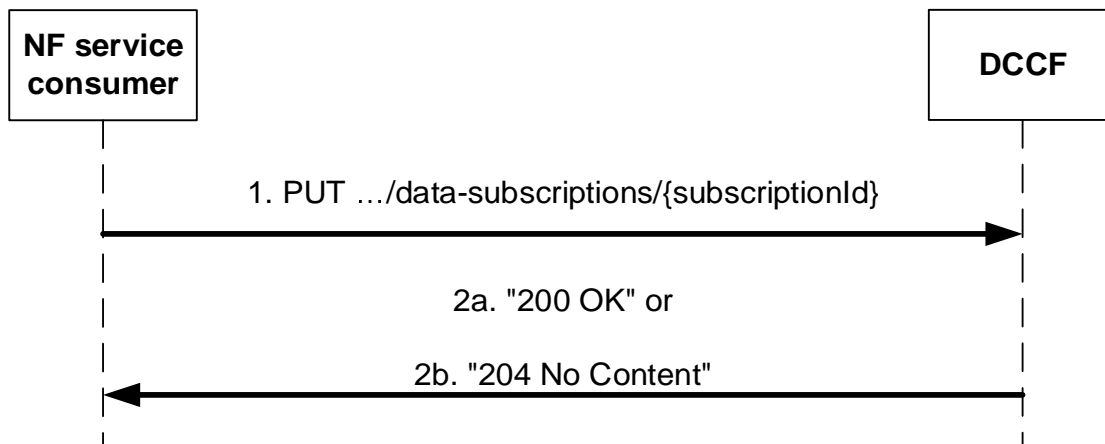 NF service
consumer
DCCF
1. PUT …/data-subscriptions/{subscriptionId}
2a. "200 OK" or
2b. "204 No Content"